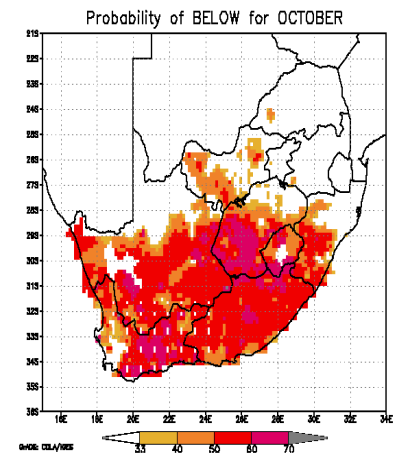 Probability of BELOW for OCTOBER
21S
22S
23S
24S
25S
26S
27S
28S
29S
30S
31S
32S
33S
34S
35S
36S
16E 18E 20E 22E 24E 26E 28E 30E 32E 34E
GrADS: COLA/IGES
33 40 50 60 70